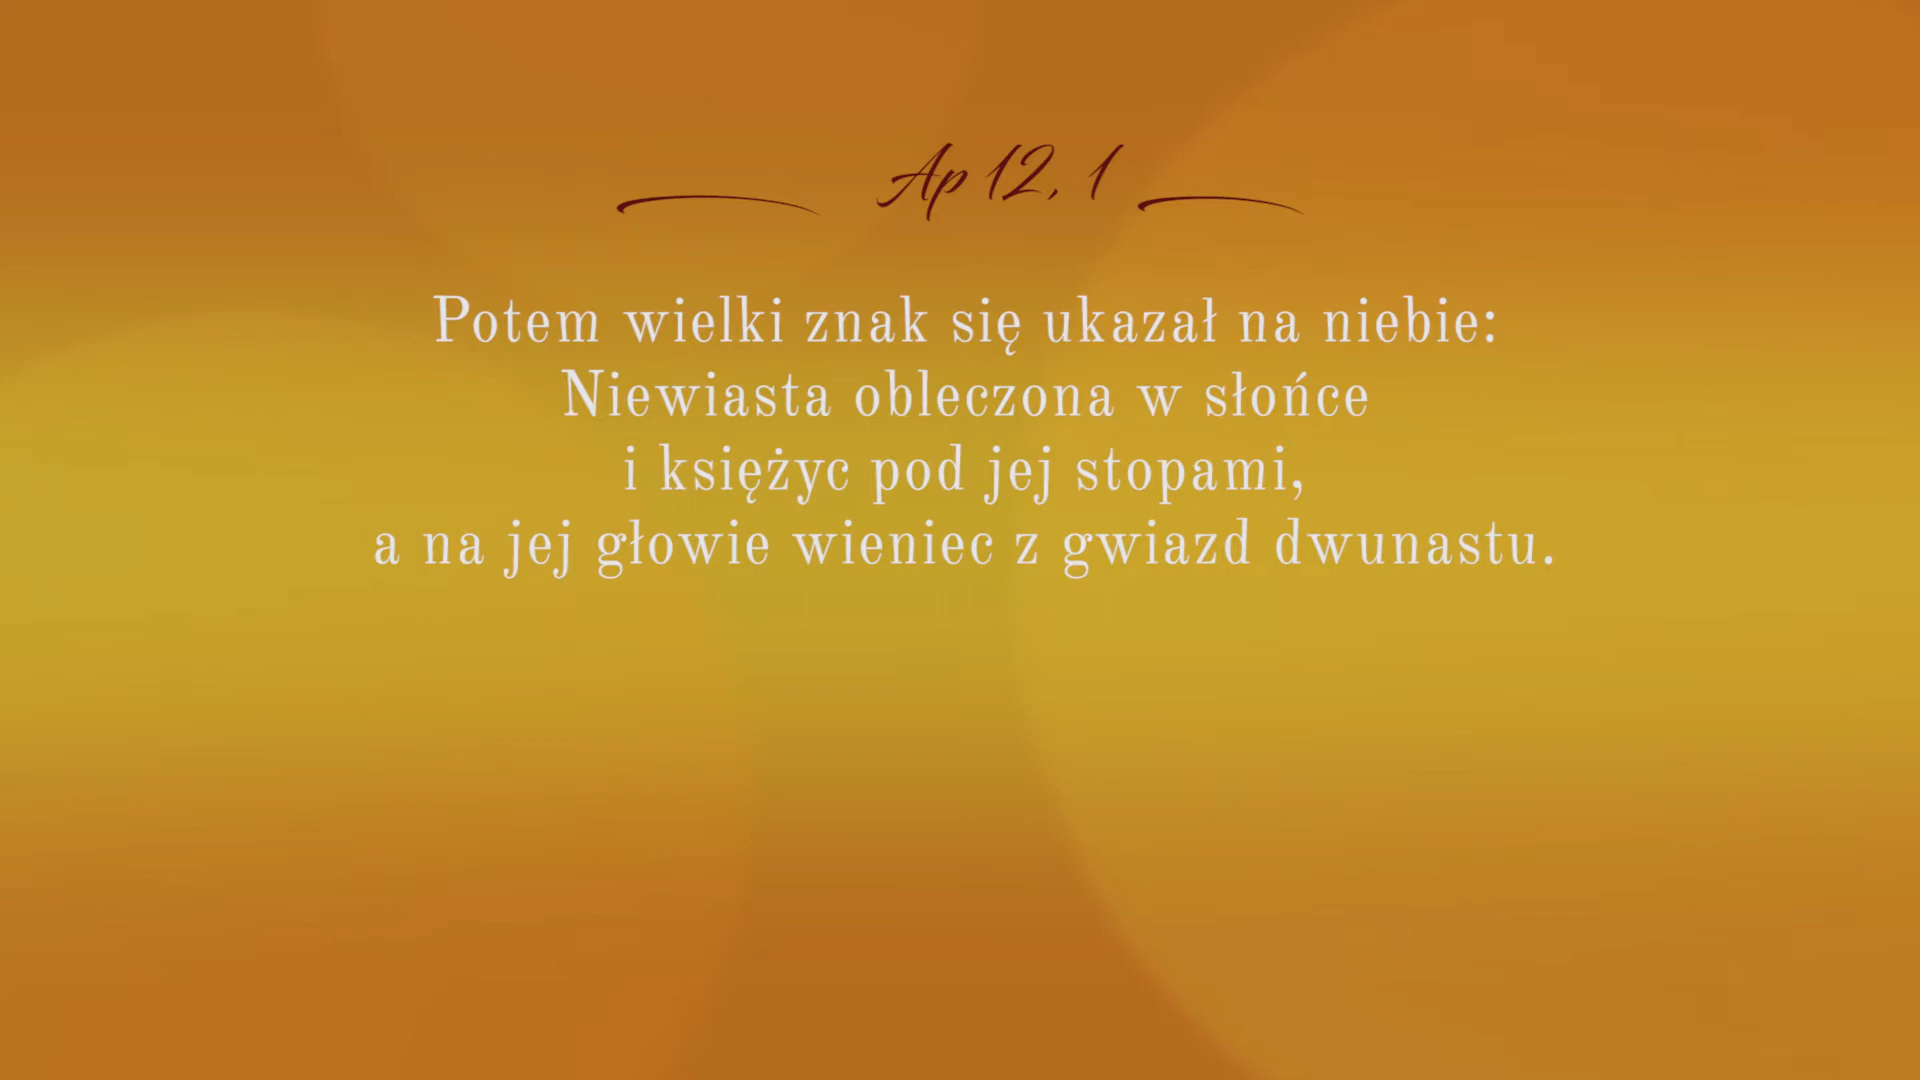 Ap 12, 1
Potem wielki znak się ukazał na niebie:
Niewiasta obleczona w słońce
i księżyc pod jej stopami,
a na jej głowie wieniec z gwiazd dwunastu.